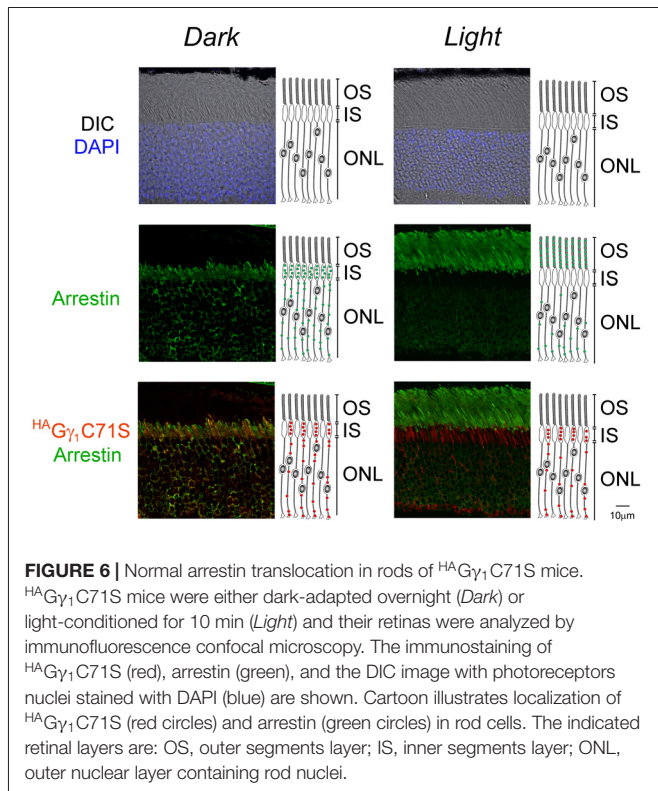 Dark
Light
DIC
DAPI
OS
IS
ONL
OS
IS
ONL
Arrestin
OS
IS
ONL
OS
IS
ONL
ᴴᴬGγ₁C71S
Arrestin
OS
IS
ONL
OS
IS
ONL
10μm
FIGURE 6 | Normal arrestin translocation in rods of ᴴᴬGγ₁C71S mice.
ᴴᴬGγ₁C71S mice were either dark-adapted overnight (Dark) or
light-conditioned for 10 min (Light) and their retinas were analyzed by
immunofluorescence confocal microscopy. The immunostaining of
ᴴᴬGγ₁C71S (red), arrestin (green), and the DIC image with photoreceptors
nuclei stained with DAPI (blue) are shown. Cartoon illustrates localization of
ᴴᴬGγ₁C71S (red circles) and arrestin (green circles) in rod cells. The indicated
retinal layers are: OS, outer segments layer; IS, inner segments layer; ONL,
outer nuclear layer containing rod nuclei.